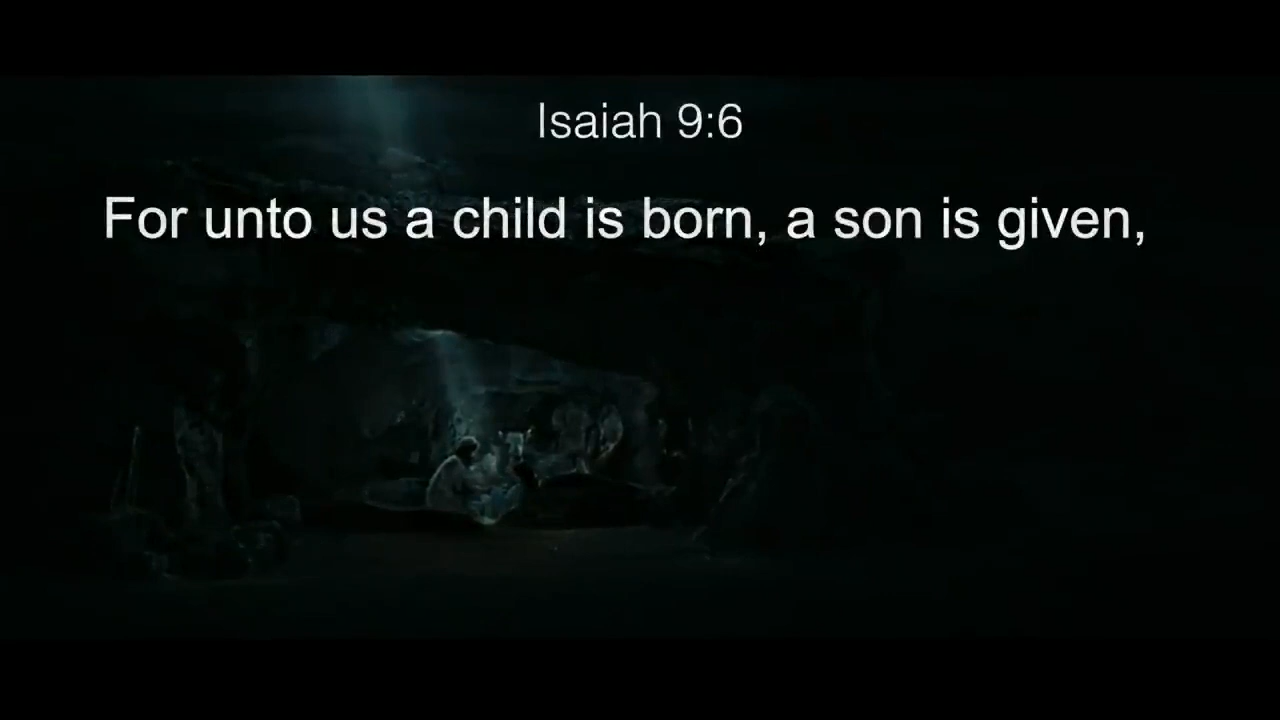 Isaiah 9:6
For unto us a child is born, a son is given,